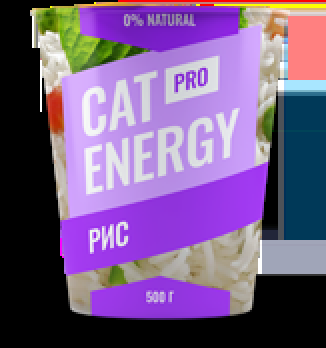 0% NATURAL
CAT PRO
ENERGY
РИС
500 Г